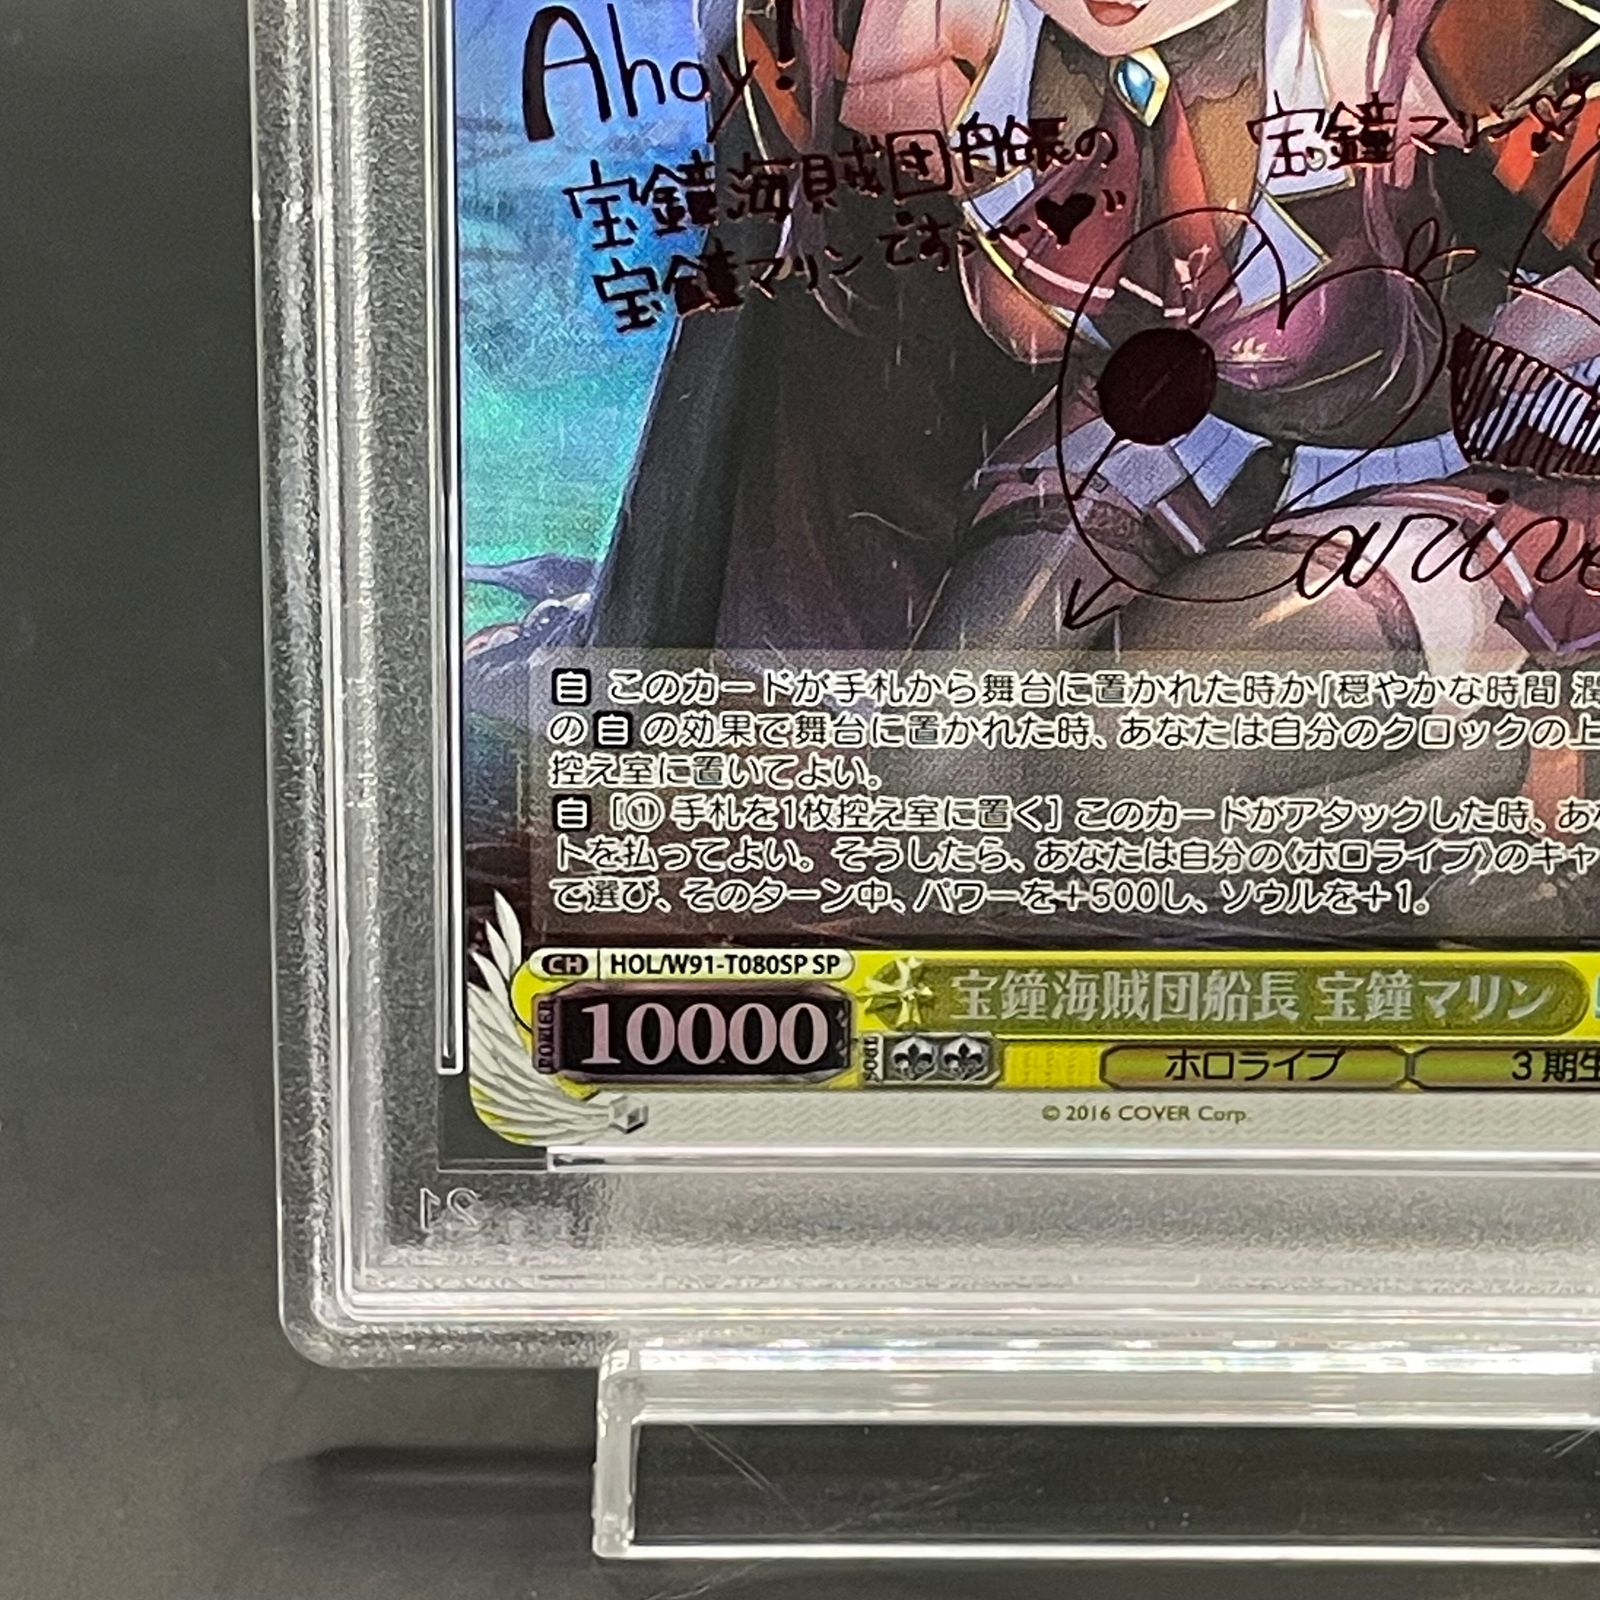 Ahoy!
宝鐘海賊団船長の
宝鐘マリンですぅ〜♥
宝鐘マリン♡
Marine
自 このカードが手札から舞台に置かれた時か「穏やかな時間 潤
の 自 の効果で舞台に置かれた時、あなたは自分のクロックの上
控え室に置いてよい。
自 [① 手札を1枚控え室に置く] このカードがアタックした時、あな
トを払ってよい。そうしたら、あなたは自分の《ホロライブ》のキャ
で選び、そのターン中、パワーを+500し、ソウルを+1。
CH HOL/W91-T080SP SP
POWER 10000
宝鐘海賊団船長 宝鐘マリン
SOUL
ホロライブ
3期生
© 2016 COVER Corp.
21